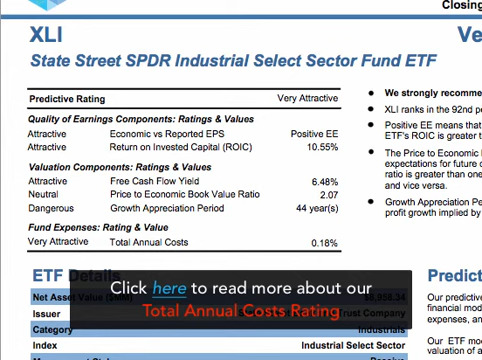 Closing
XLI
Ve
State Street SPDR Industrial Select Sector Fund ETF
Predictive Rating Very Attractive
Quality of Earnings Components: Ratings & Values
Attractive Economic vs Reported EPS Positive EE
Attractive Return on Invested Capital (ROIC) 10.55%
Valuation Components: Ratings & Values
Attractive Free Cash Flow Yield 6.48%
Neutral Price to Economic Book Value Ratio 2.07
Dangerous Growth Appreciation Period 44 year(s)
Fund Expenses: Rating & Value
Very Attractive Total Annual Costs 0.18%
• We strongly recomme
• XLI ranks in the 92nd pe
• Positive EE means that
ETF's ROIC is greater t
• The Price to Economic
expectations for future c
ratio is greater than one
and vice versa.
• Growth Appreciation Pe
profit growth implied by
ETF Details
Click here to read more about our
Total Annual Costs Rating
Net Asset Value ($MM)
Issuer Trust Company
Category Industrials
Index Industrial Select Sector
Predict
Our predictive
financial mod
expenses, an
Our ETF mo
valuation of a